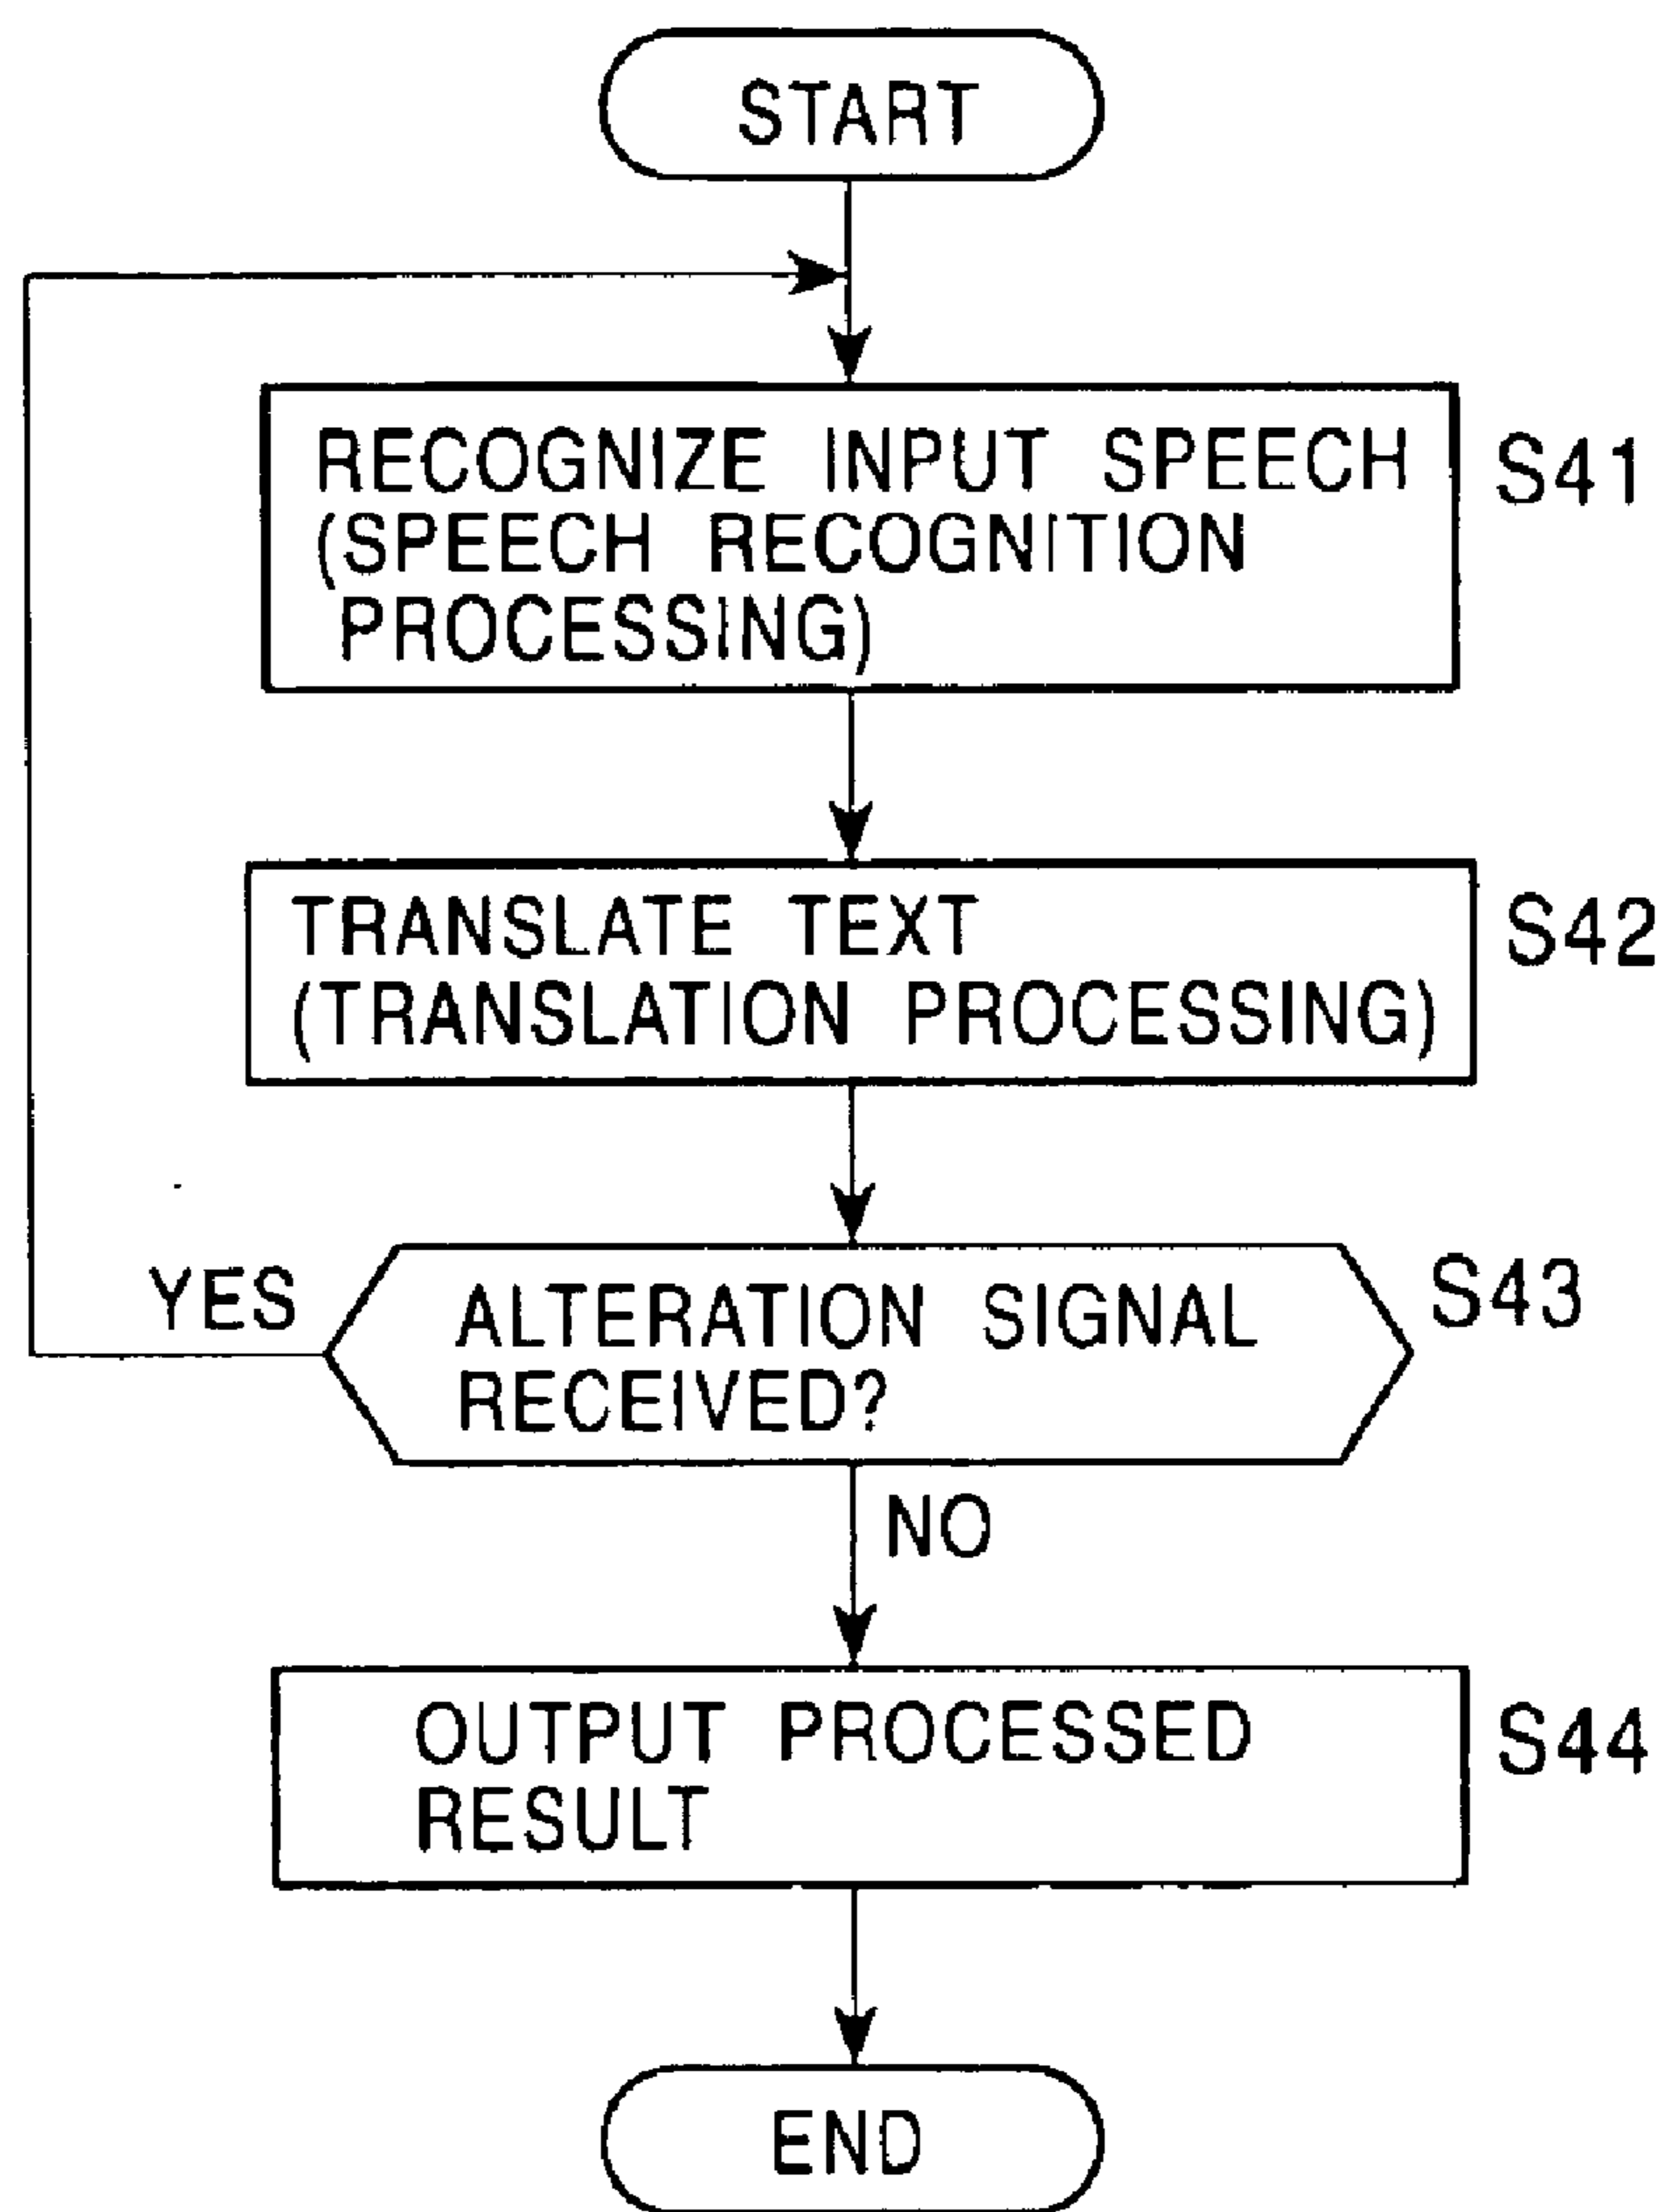 START
RECOGNIZE INPUT SPEECH
(SPEECH RECOGNITION
PROCESSING)
S41
TRANSLATE TEXT
(TRANSLATION PROCESSING)
S42
YES
ALTERATION SIGNAL
RECEIVED?
S43
NO
OUTPUT PROCESSED
RESULT
S44
END